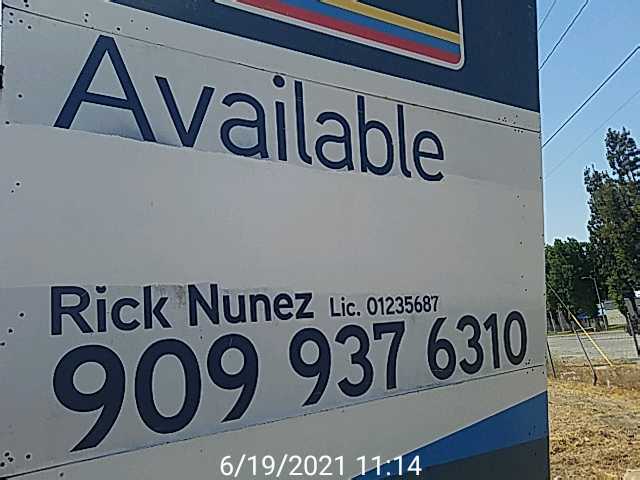 Available
Rick Nunez Lic. 01235687
909 937 6310
6/19/2021 11:14